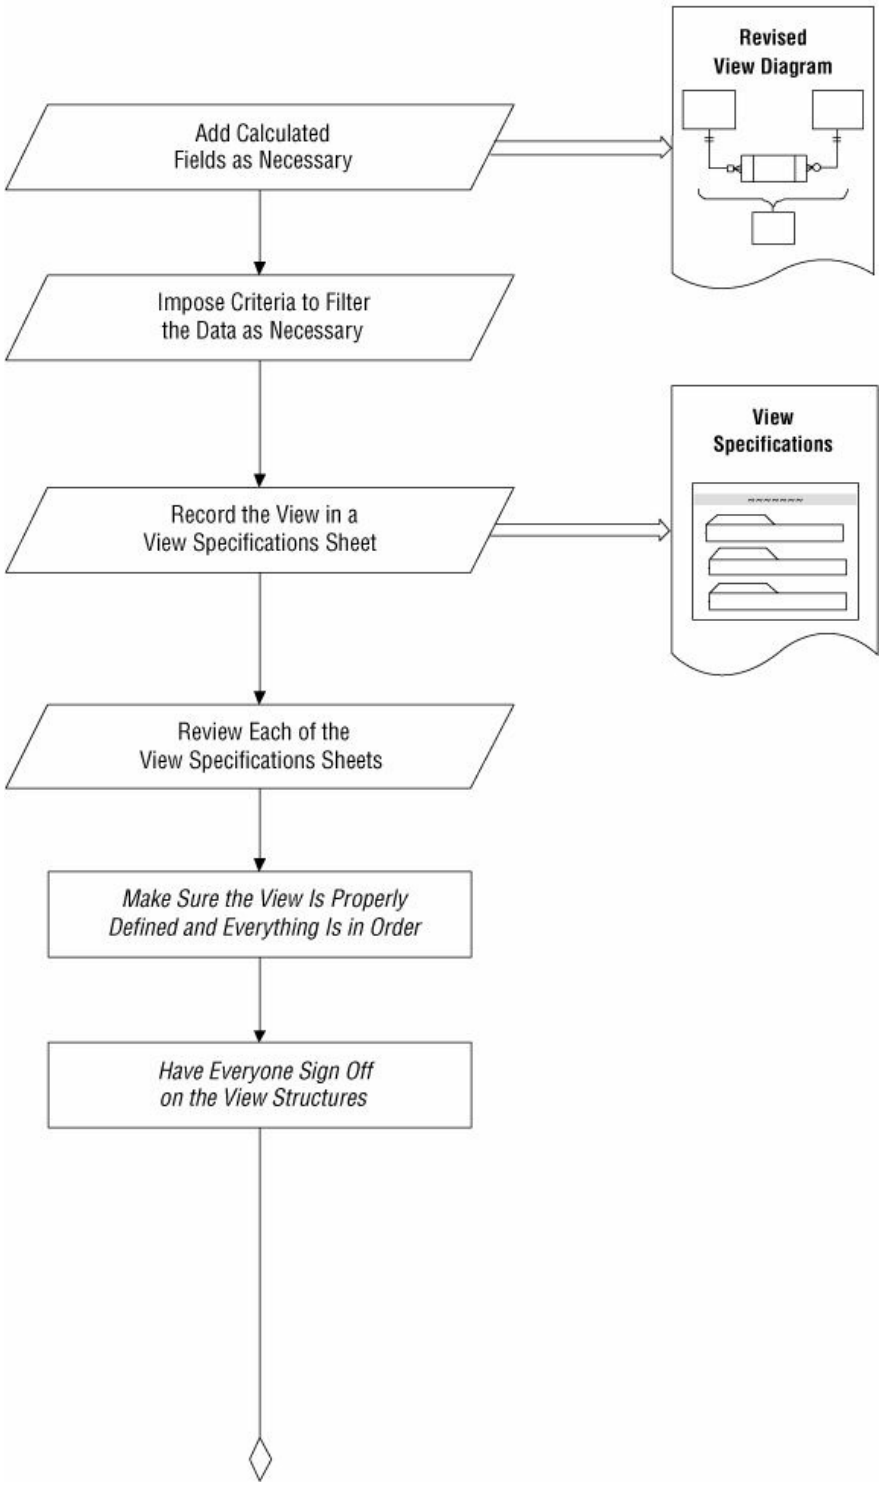 Revised
View Diagram
Add Calculated
Fields as Necessary
Impose Criteria to Filter
the Data as Necessary
View
Specifications
~~~~~~~
Record the View in a
View Specifications Sheet
Review Each of the
View Specifications Sheets
Make Sure the View Is Properly
Defined and Everything Is in Order
Have Everyone Sign Off
on the View Structures